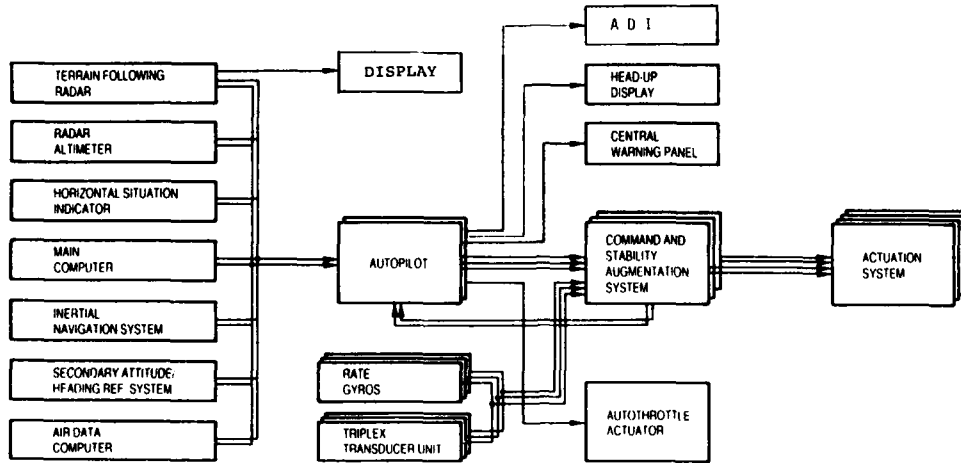 TERRAIN FOLLOWING
RADAR
RADAR
ALTIMETER
HORIZONTAL SITUATION
INDICATOR
MAIN
COMPUTER
INERTIAL
NAVIGATION SYSTEM
SECONDARY ATTITUDE/
HEADING REF. SYSTEM
AIR DATA
COMPUTER
DISPLAY
AUTOPILOT
RATE
GYROS
TRIPLEX
TRANSDUCER UNIT
A D I
HEAD-UP
DISPLAY
CENTRAL
WARNING PANEL
COMMAND AND
STABILITY
AUGMENTATION
SYSTEM
AUTOTHROTTLE
ACTUATOR
ACTUATION
SYSTEM